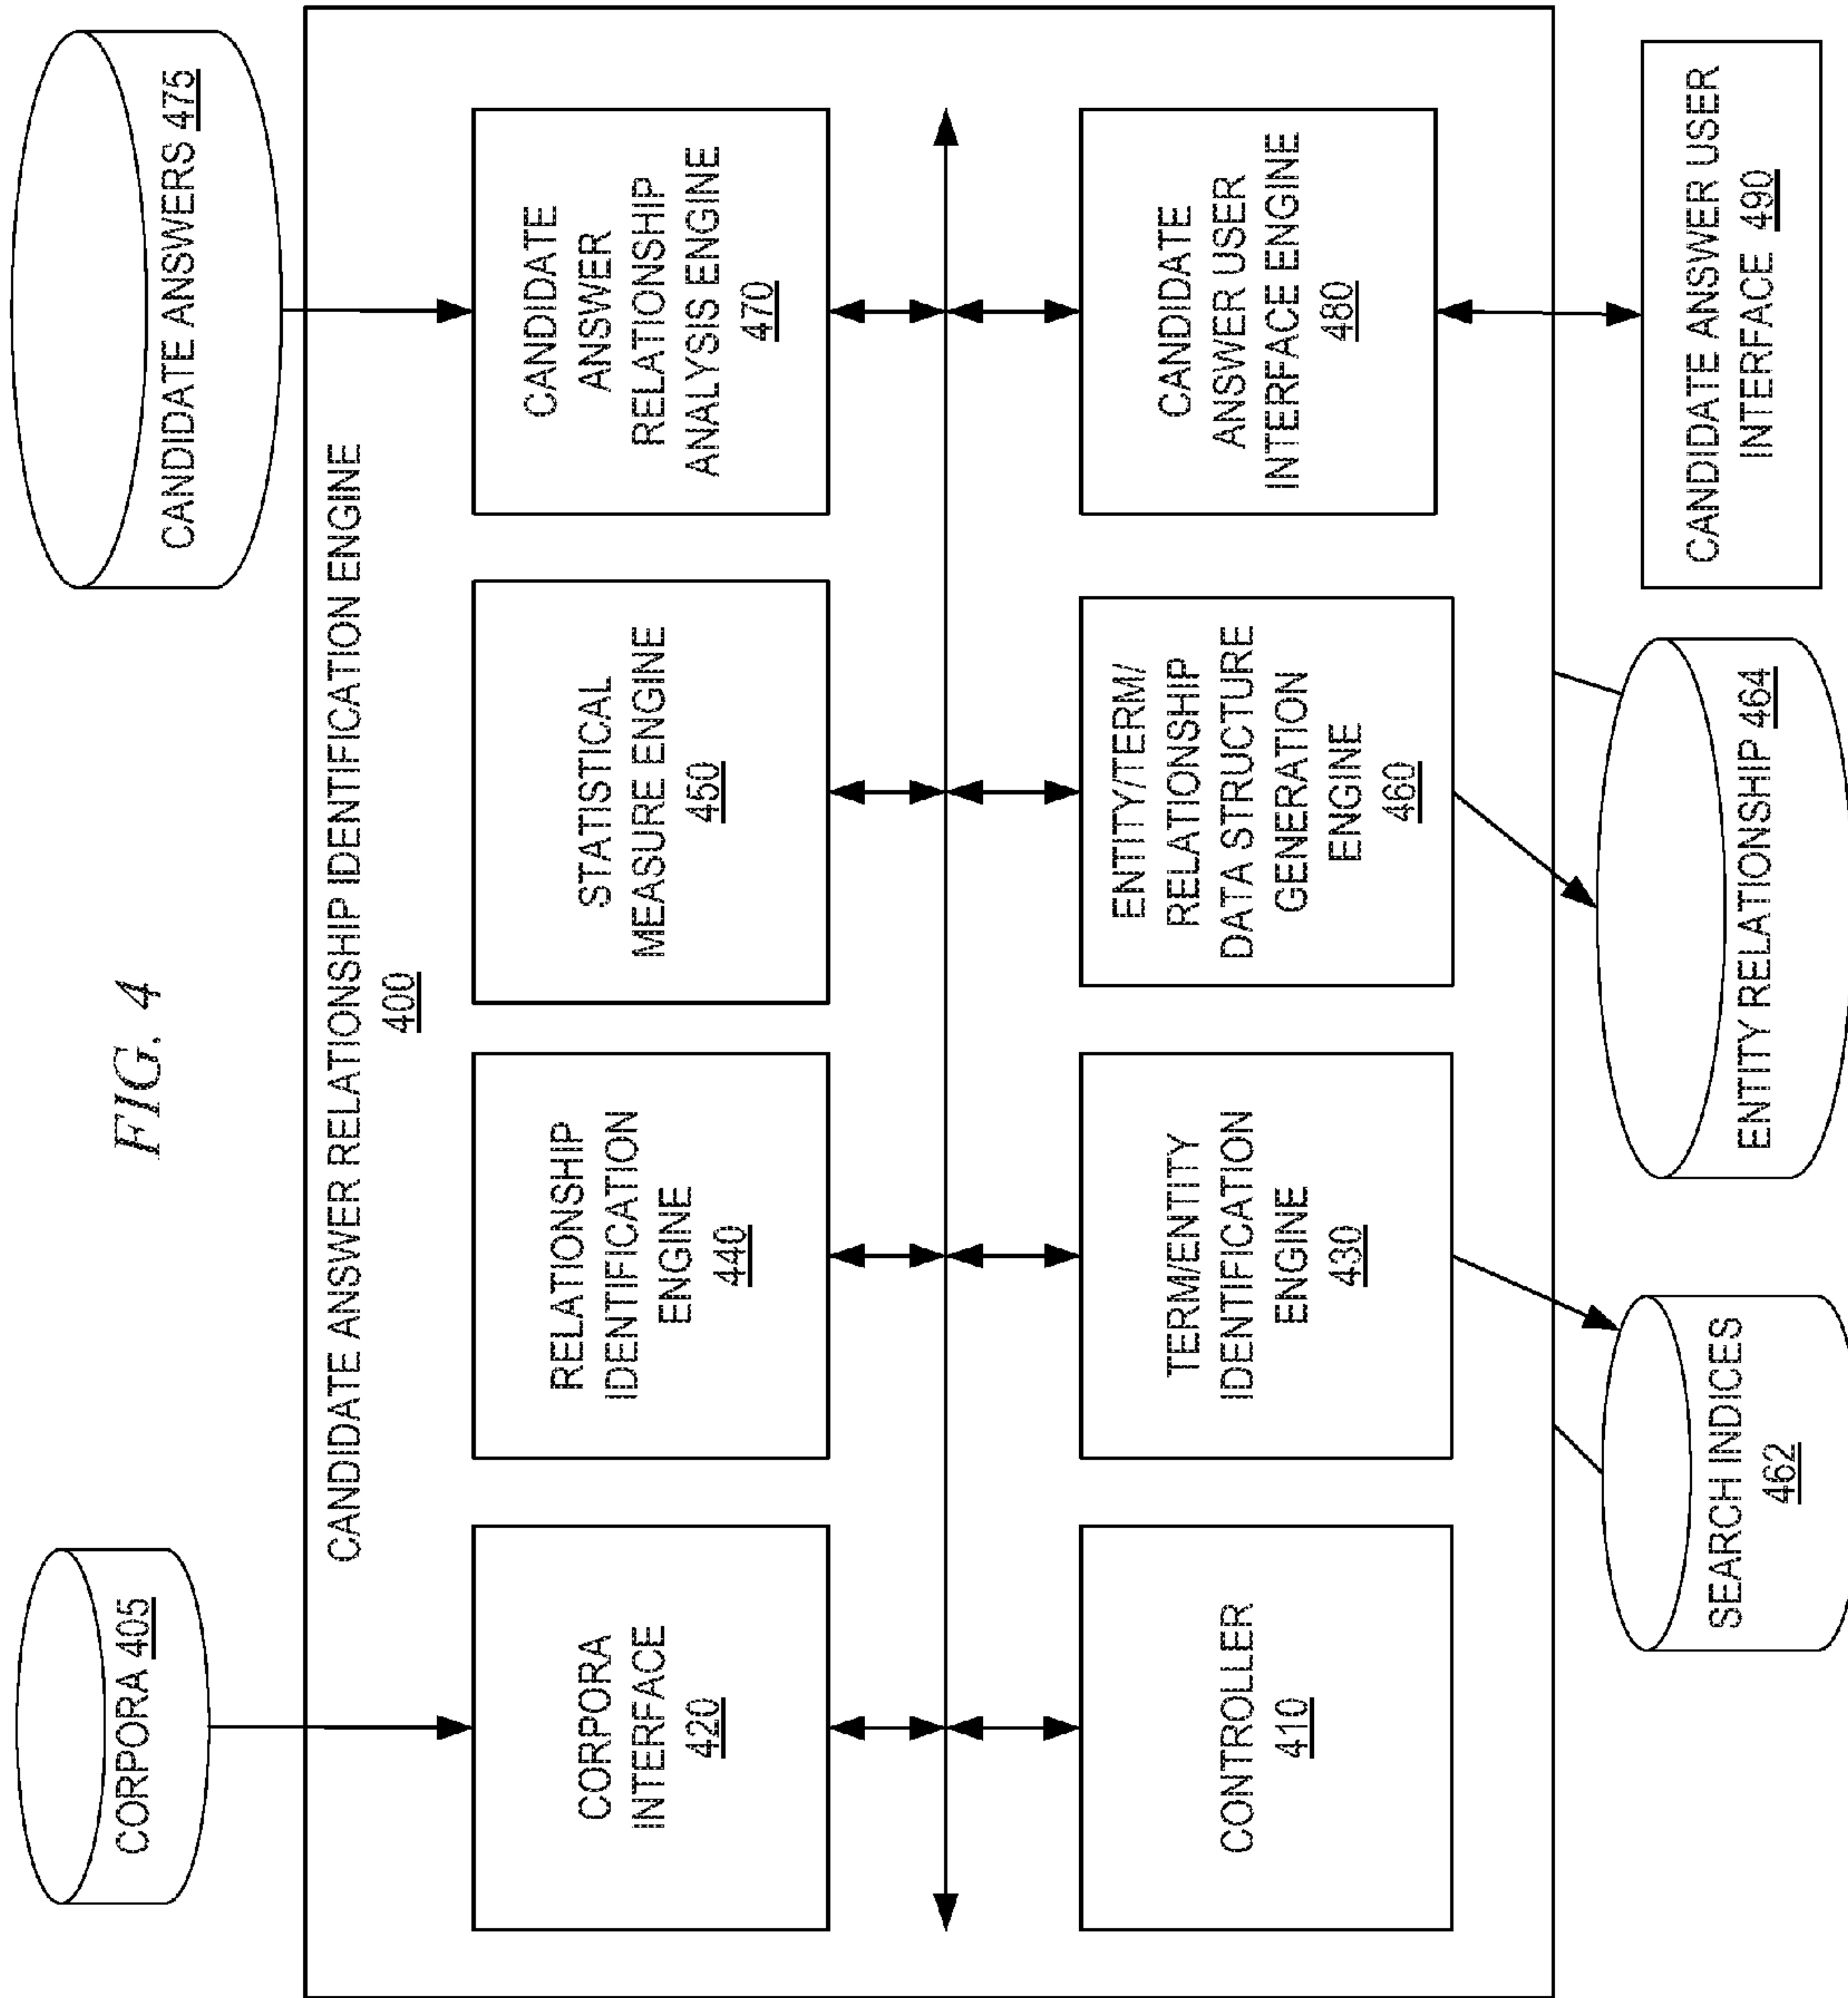 FIG. 4
CORPORA 405
CANDIDATE ANSWERS 475
CANDIDATE ANSWER RELATIONSHIP IDENTIFICATION ENGINE
400
CORPORA
INTERFACE
420
RELATIONSHIP
IDENTIFICATION
ENGINE
440
STATISTICAL
MEASURE ENGINE
450
CANDIDATE
ANSWER
RELATIONSHIP
ANALYSIS ENGINE
470
CONTROLLER
410
TERM/ENTITY
IDENTIFICATION
ENGINE
430
ENTITY/TERM/
RELATIONSHIP
DATA STRUCTURE
GENERATION
ENGINE
460
CANDIDATE
ANSWER USER
INTERFACE ENGINE
480
SEARCH INDICES
462
ENTITY RELATIONSHIP 464
CANDIDATE ANSWER USER
INTERFACE 490